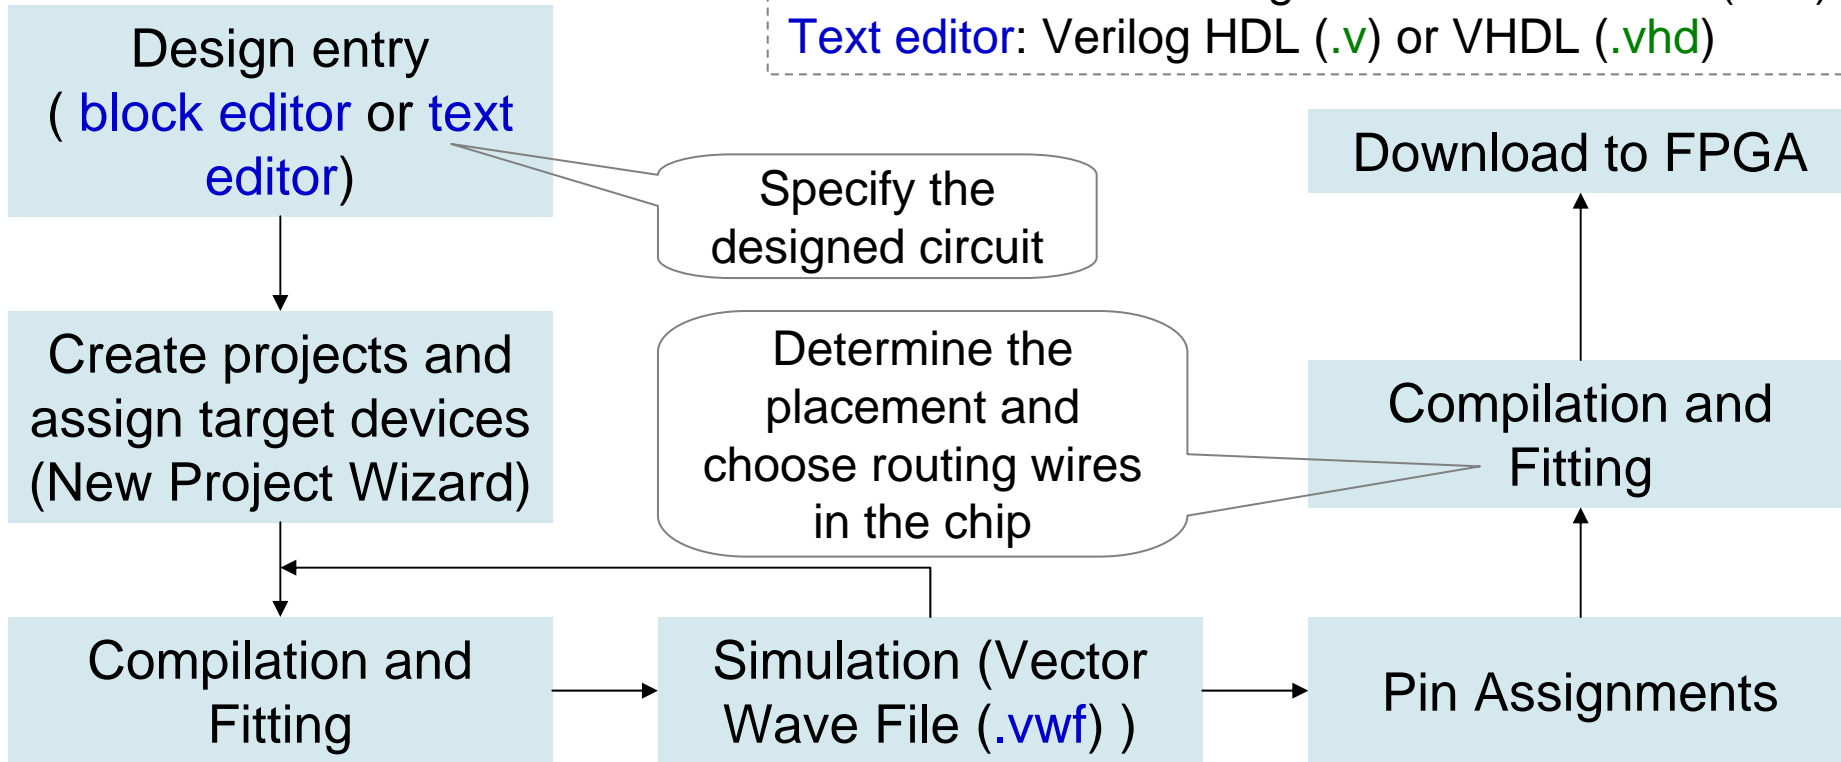 Text editor: Verilog HDL (.v) or VHDL (.vhd)
Design entry
( block editor or text
editor)
Specify the
designed circuit
Download to FPGA
Create projects and
assign target devices
(New Project Wizard)
Determine the
placement and
choose routing wires
in the chip
Compilation and
Fitting
Compilation and
Fitting
Simulation (Vector
Wave File (.vwf) )
Pin Assignments